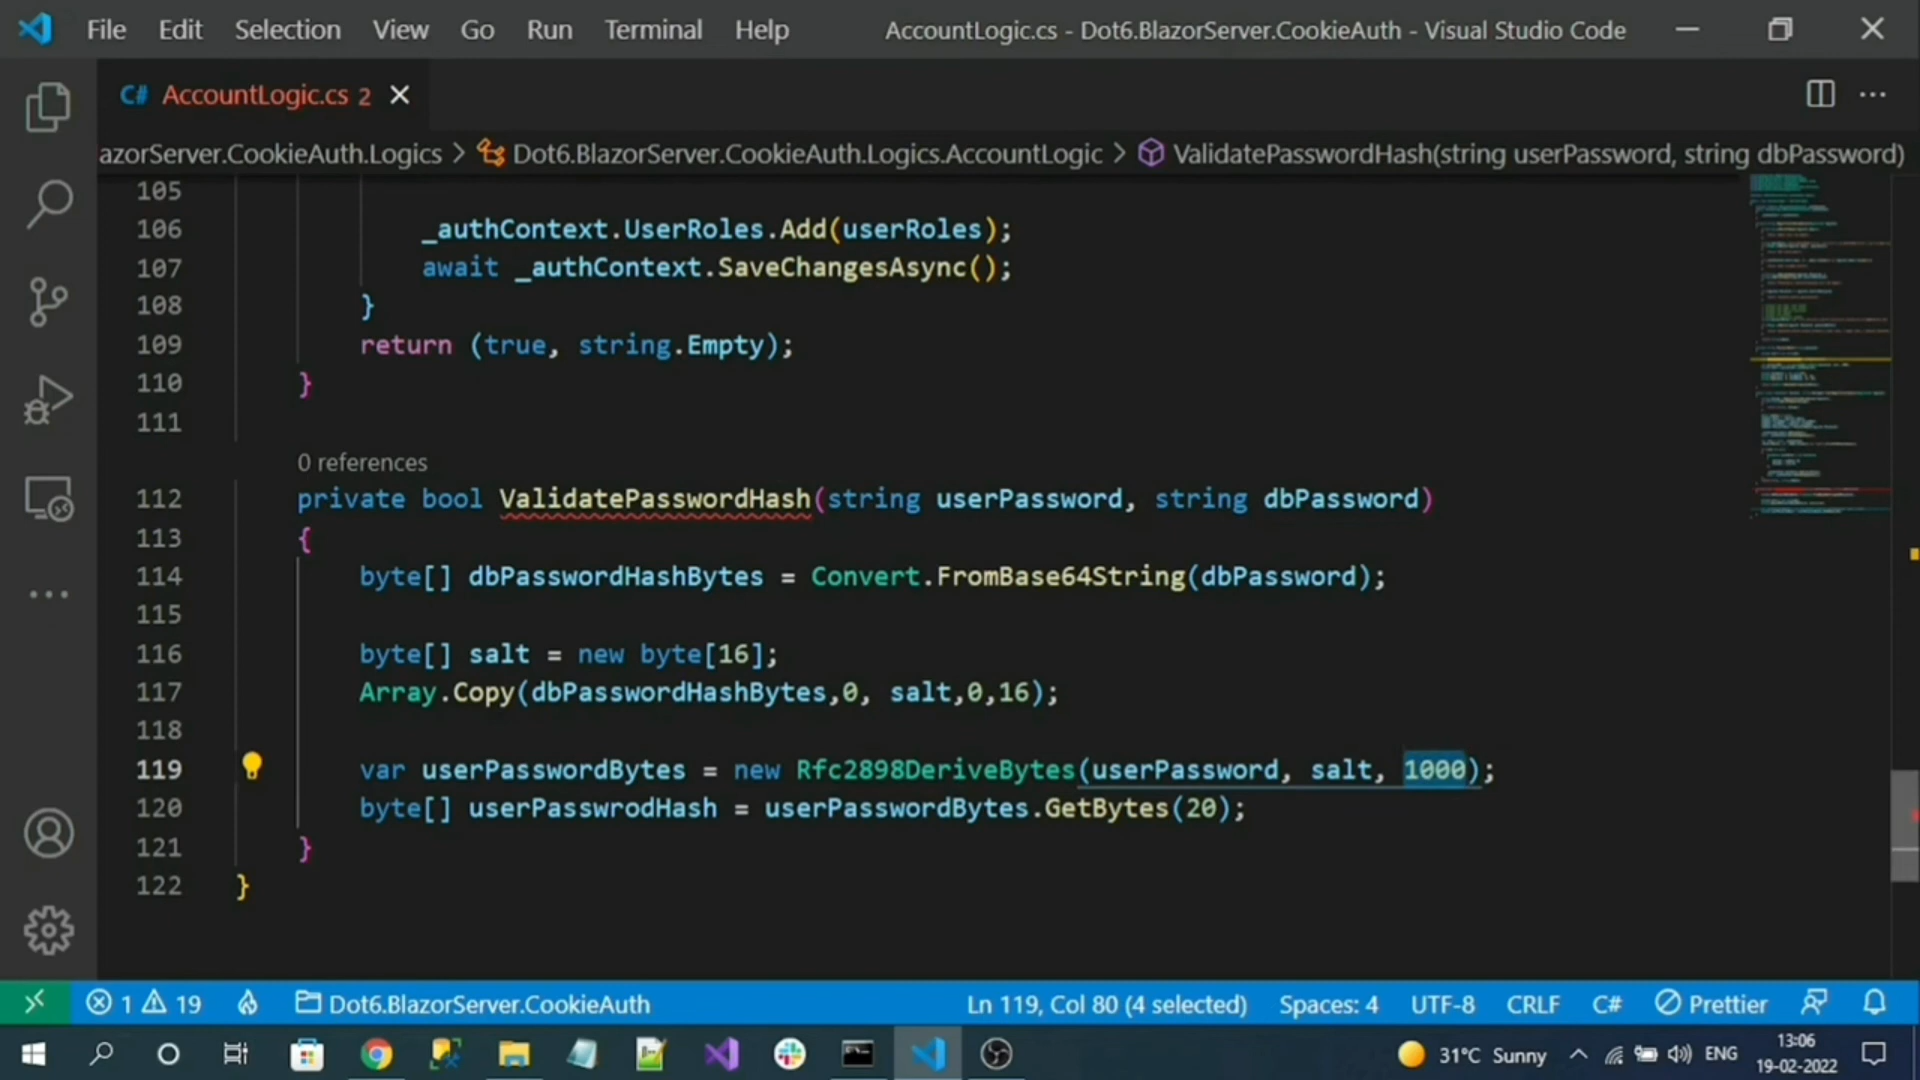 File Edit Selection View Go Run Terminal Help AccountLogic.cs - Dot6.BlazorServer.CookieAuth - Visual Studio Code
C# AccountLogic.cs 2
azorServer.CookieAuth.Logics > Dot6.BlazorServer.CookieAuth.Logics.AccountLogic > ValidatePasswordHash(string userPassword, string dbPassword)
105
106 _authContext.UserRoles.Add(userRoles);
107 await _authContext.SaveChangesAsync();
108 }
109 return (true, string.Empty);
110 }
111
0 references
112 private bool ValidatePasswordHash(string userPassword, string dbPassword)
113 {
114 byte[] dbPasswordHashBytes = Convert.FromBase64String(dbPassword);
115
116 byte[] salt = new byte[16];
117 Array.Copy(dbPasswordHashBytes,0, salt,0,16);
118
119 var userPasswordBytes = new Rfc2898DeriveBytes(userPassword, salt, 1000);
120 byte[] userPasswrodHash = userPasswordBytes.GetBytes(20);
121 }
122 }
1 19 Dot6.BlazorServer.CookieAuth Ln 119, Col 80 (4 selected) Spaces: 4 UTF-8 CRLF C# Prettier
31°C Sunny ENG 13:06
19-02-2022